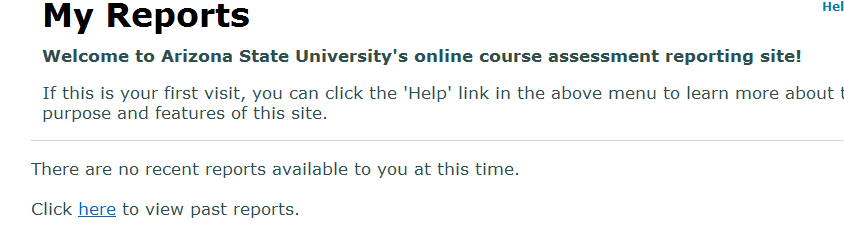 My Reports
Hel
Welcome to Arizona State University's online course assessment reporting site!
If this is your first visit, you can click the 'Help' link in the above menu to learn more about
purpose and features of this site.
There are no recent reports available to you at this time.
Click here to view past reports.